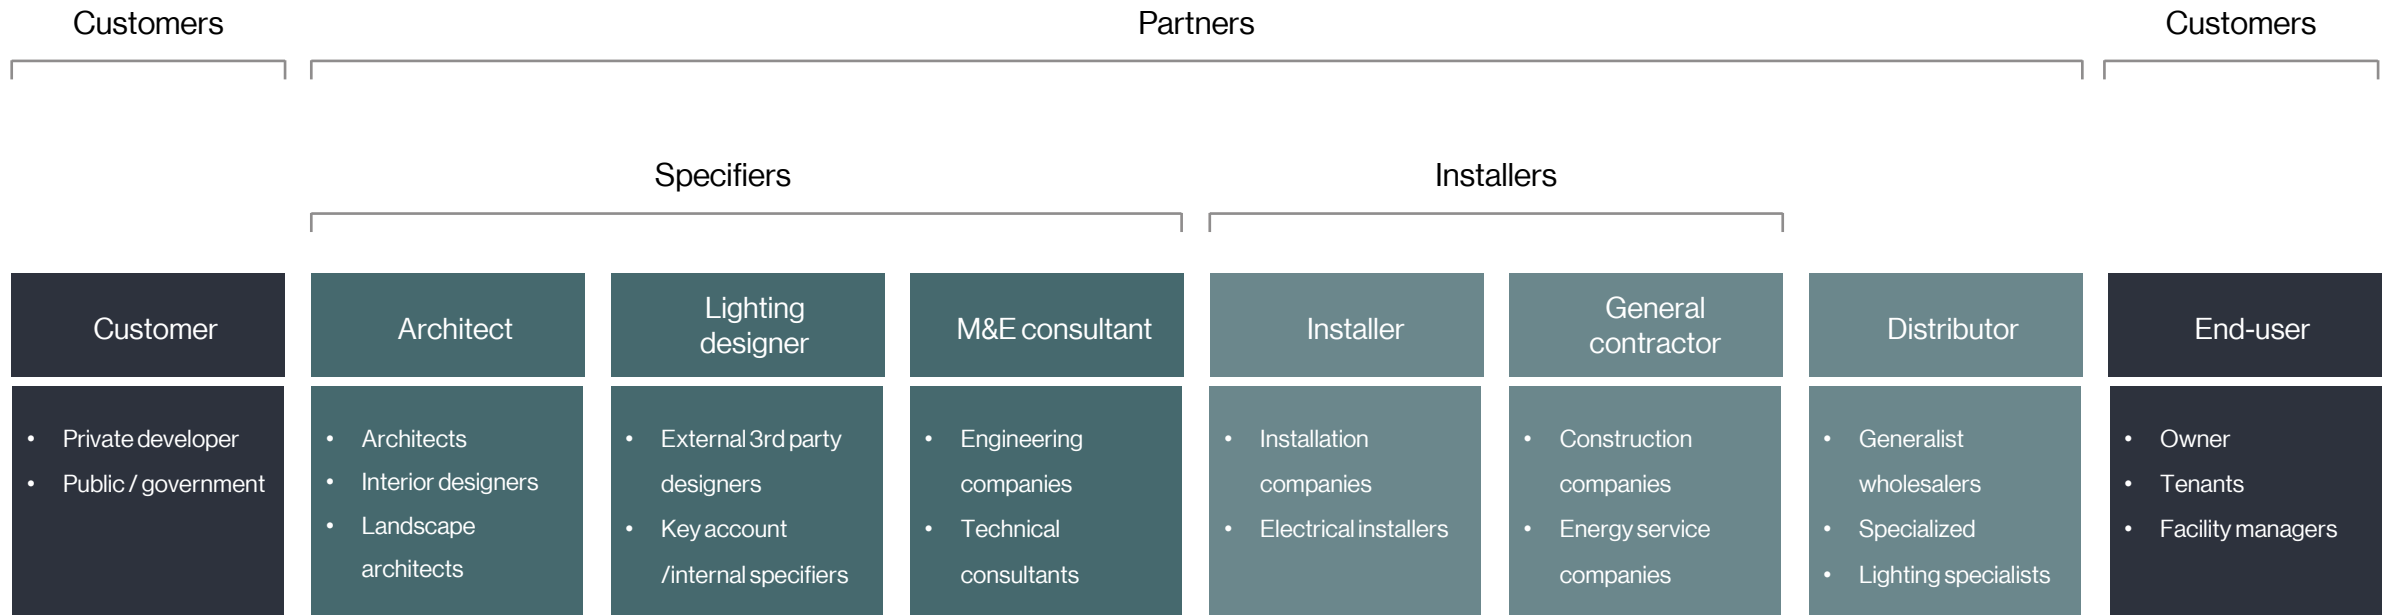 Customers
Partners
Customers
Specifiers
Installers
Customer
• Private developer
• Public / government
Architect
• Architects
• Interior designers
• Landscape
architects
Lighting
designer
• External 3rd party
designers
• Key account
/internal specifiers
M&E consultant
• Engineering
companies
• Technical
consultants
Installer
• Installation
companies
• Electrical installers
General
contractor
• Construction
companies
• Energy service
companies
Distributor
• Generalist
wholesalers
• Specialized
• Lighting specialists
End-user
• Owner
• Tenants
• Facility managers